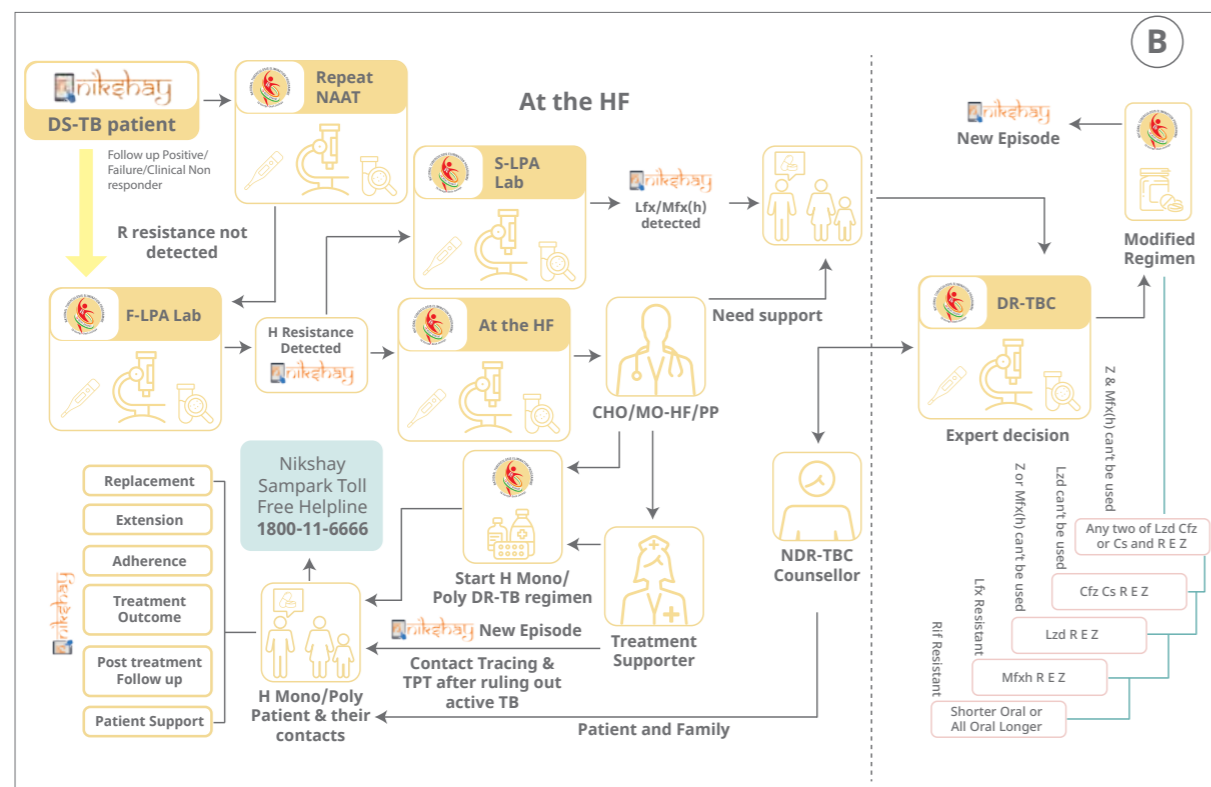 B
nikshay
DS-TB patient
Repeat
NAAT
At the HF
Follow up Positive/
Failure/Clinical Non
responder
S-LPA
Lab
nikshay
Lfx/Mfx(h)
detected
nikshay
New Episode
Modified
Regimen
R resistance not
detected
F-LPA Lab
H Resistance
Detected
nikshay
At the HF
CHO/MO-HF/PP
Need support
DR-TBC
Expert decision
Nikshay
Sampark Toll
Free Helpline
1800-11-6666
Start H Mono/
Poly DR-TB regimen
Treatment
Supporter
NDR-TBC
Counsellor
Replacement
Extension
Adherence
Treatment
Outcome
Post treatment
Follow up
Patient Support
nikshay
H Mono/Poly
Patient & their
contacts
nikshay New Episode
Contact Tracing &
TPT after ruling out
active TB
Patient and Family
Z & Mfx(h) can't be used
Any two of Lzd Cfz
or Cs and R E Z
Lzd can't be used
Cfz Cs R E Z
Z or Mfx(h) can't be used
Lzd R E Z
Lfx Resistant
Mfxh R E Z
Rif Resistant
Shorter Oral or
All Oral Longer